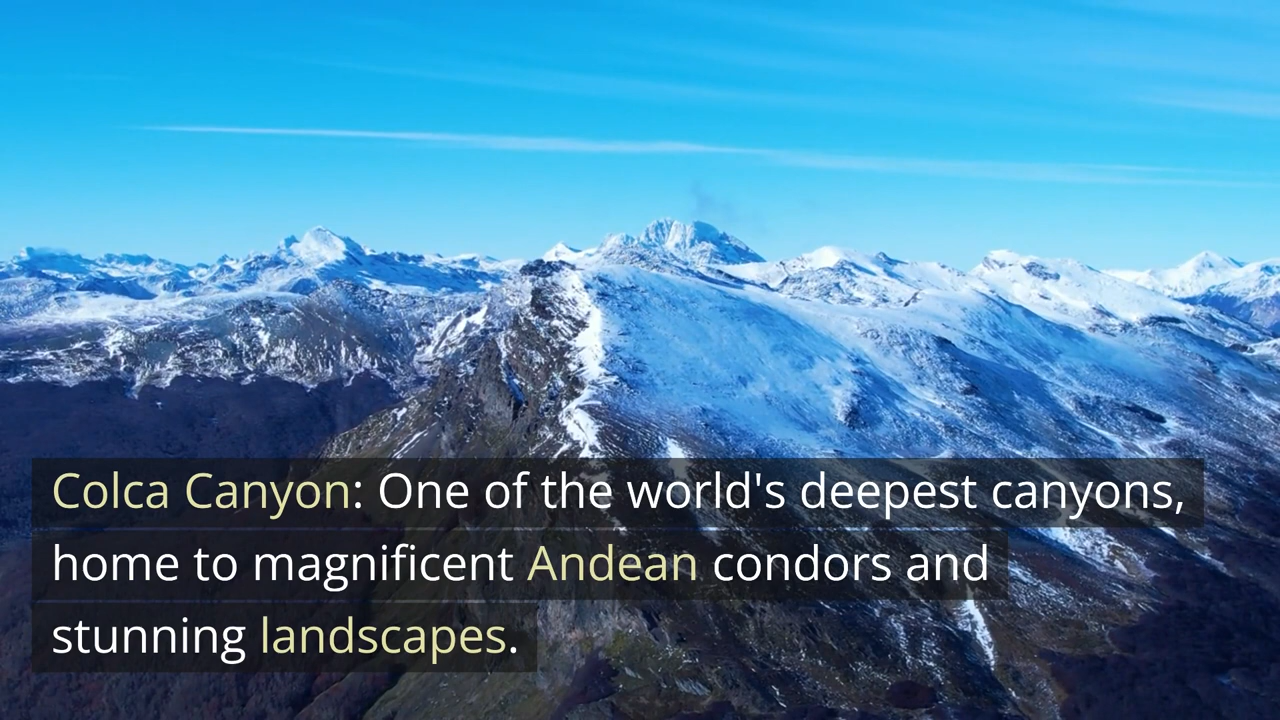 Colca Canyon: One of the world's deepest canyons,
home to magnificent Andean condors and
stunning landscapes.